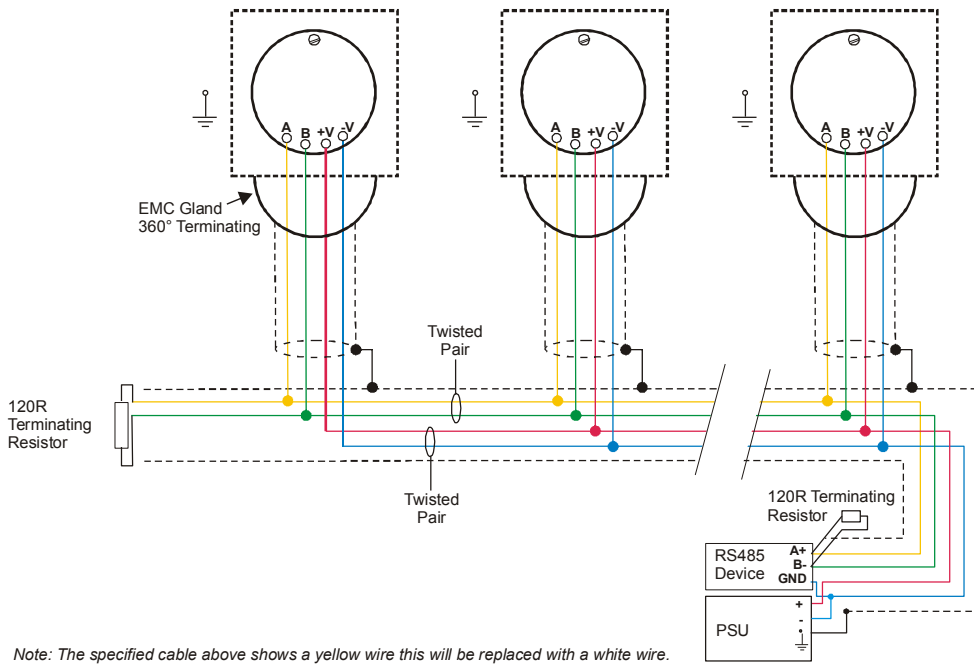 A B +V -V
A B +V -V
A B +V -V
EMC Gland
360° Terminating
Twisted
Pair
120R
Terminating
Resistor
Twisted
Pair
120R Terminating
Resistor
RS485
Device
A+
B-
GND
PSU
+
-
Note: The specified cable above shows a yellow wire this will be replaced with a white wire.